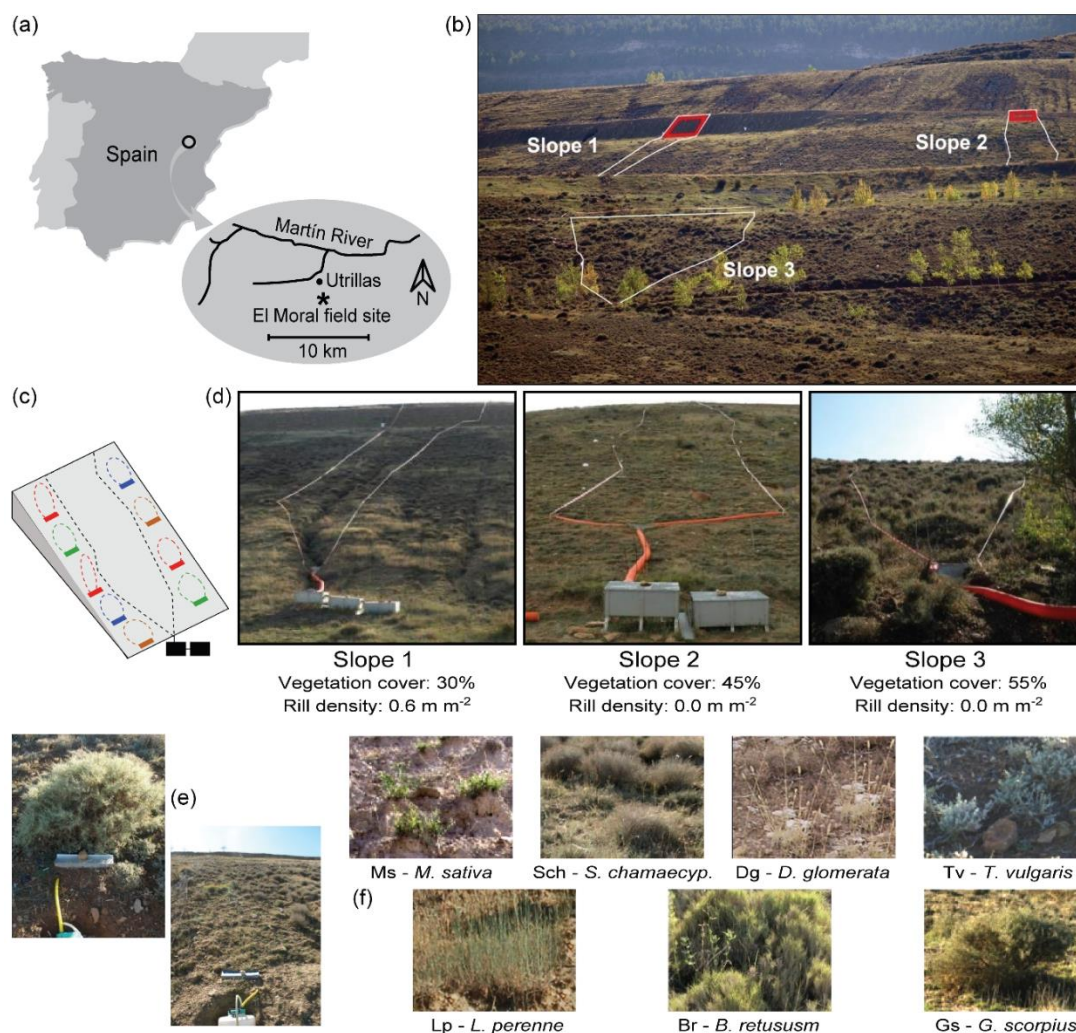 (a)
Spain
Martín River
Utrillas
N
El Moral field site
10 km
(b)
Slope 1
Slope 2
Slope 3
(c)
(d)
Slope 1
Vegetation cover: 30%
Rill density: 0.6 m m⁻²
Slope 2
Vegetation cover: 45%
Rill density: 0.0 m m⁻²
Slope 3
Vegetation cover: 55%
Rill density: 0.0 m m⁻²
(e)
Ms - M. sativa
Sch - S. chamaecyp.
Dg - D. glomerata
Tv - T. vulgaris
(f)
Lp - L. perenne
Br - B. retususm
Gs - G. scorpius